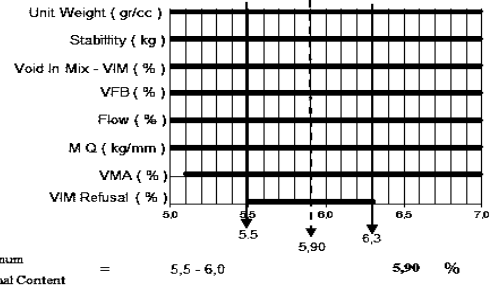 Unit Weight ( gr/cc )
Stabillity ( kg )
Void In Mix - VIM ( % )
VFB ( % )
Flow ( % )
M Q ( kg/mm )
VMA ( % )
VIM Refusal ( % )
5,0 5,5 6,0 6,5 7,0
5.5 5,90 6,3
num
nal Content = 5,5 - 6,0 5,90 %